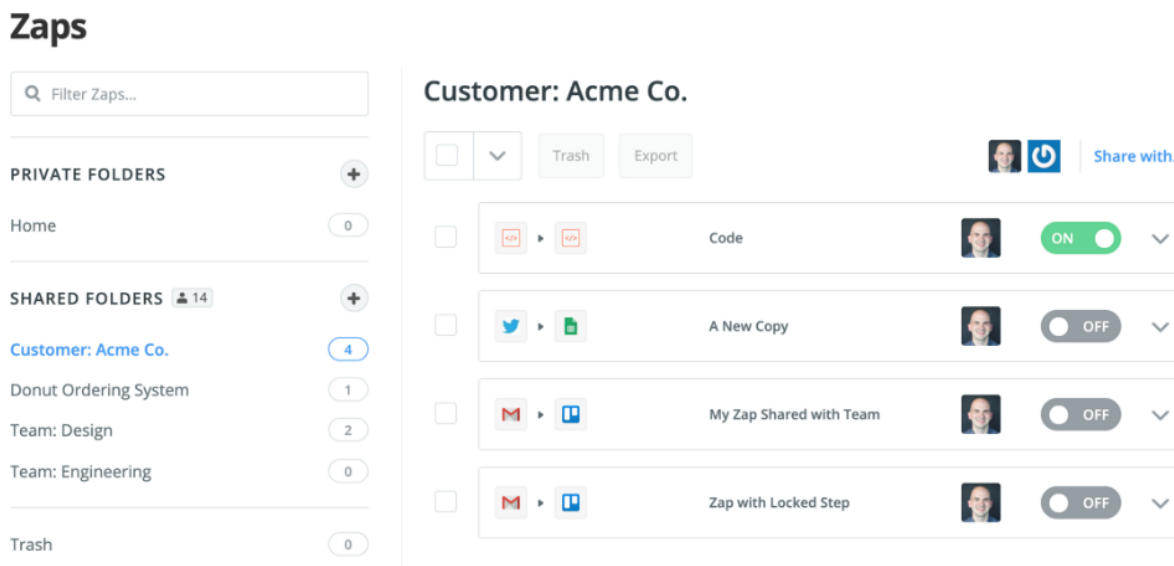 Zaps
Filter Zaps...
PRIVATE FOLDERS
Home 0
SHARED FOLDERS 14
Customer: Acme Co. 4
Donut Ordering System 1
Team: Design 2
Team: Engineering 0
Trash 0
Customer: Acme Co.
Trash Export Share with.
Code ON
A New Copy OFF
My Zap Shared with Team OFF
Zap with Locked Step OFF